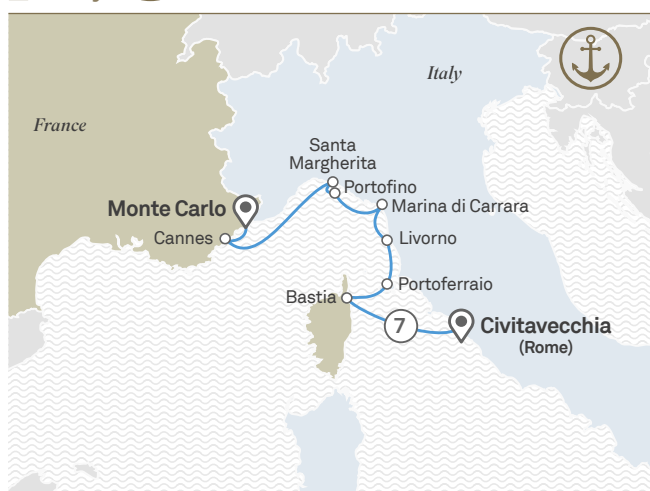 Italy
France
Santa
Margherita
Portofino
Monte Carlo
Marina di Carrara
Cannes
Livorno
Portoferraio
Bastia
7
Civitavecchia
(Rome)